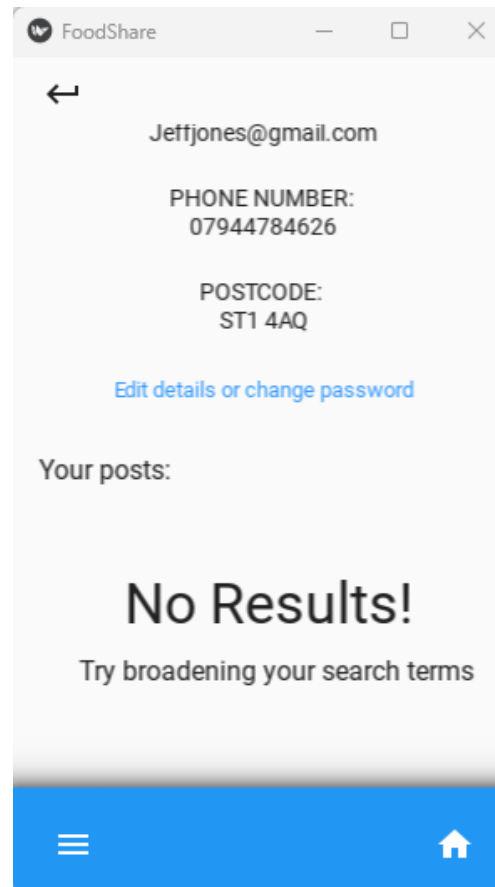 FoodShare
Jeffjones@gmail.com
PHONE NUMBER:
07944784626
POSTCODE:
ST1 4AQ
Edit details or change password
Your posts:
No Results!
Try broadening your search terms